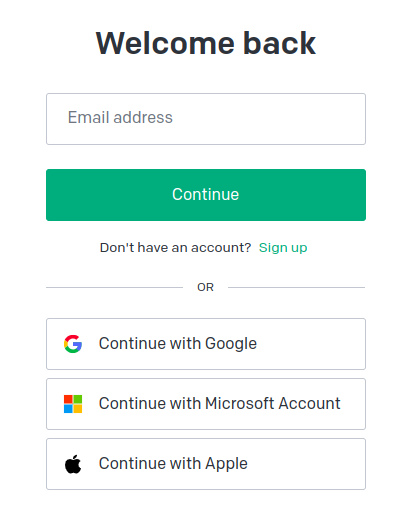 Welcome back
Email address
Continue
Don't have an account? Sign up
OR
Continue with Google
Continue with Microsoft Account
Continue with Apple